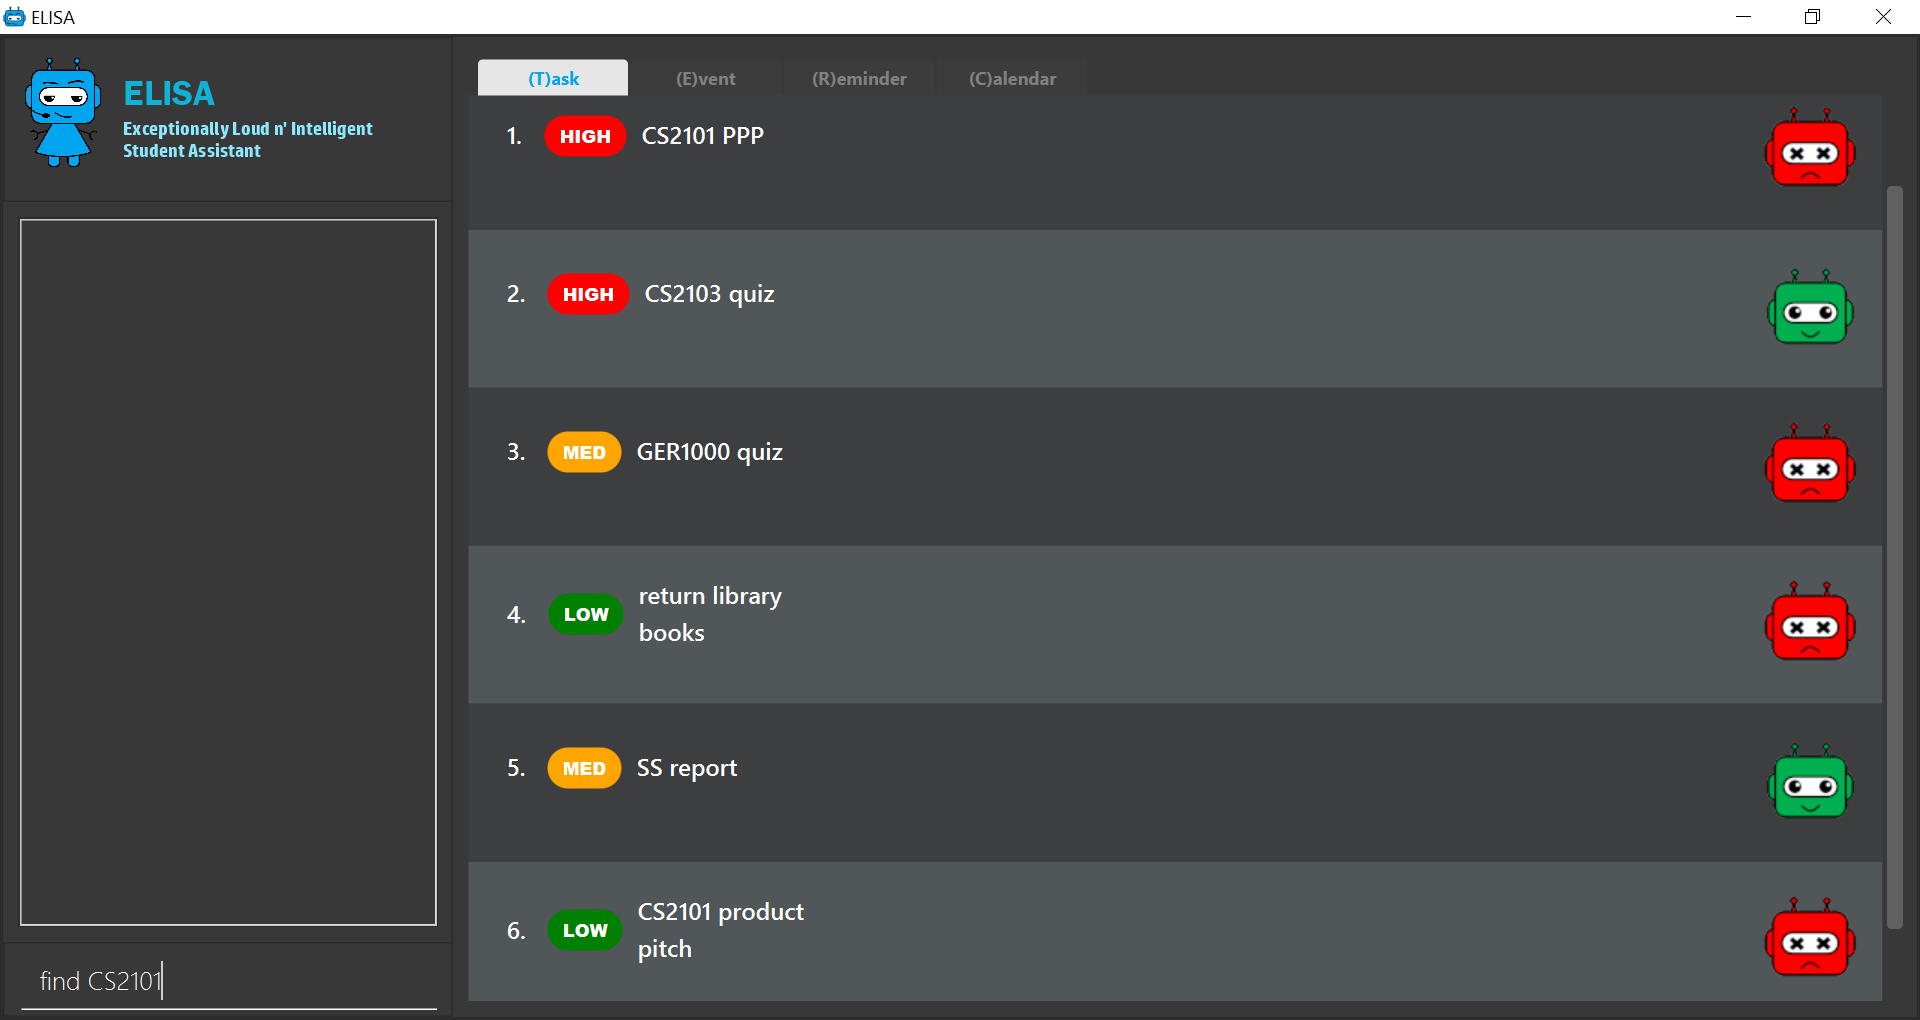 ELISA
ELISA
Exceptionally Loud n' Intelligent
Student Assistant
(T)ask (E)vent (R)eminder (C)alendar
1. HIGH CS2101 PPP
2. HIGH CS2103 quiz
3. MED GER1000 quiz
4. LOW return library
books
5. MED SS report
6. LOW CS2101 product
pitch
find CS2101